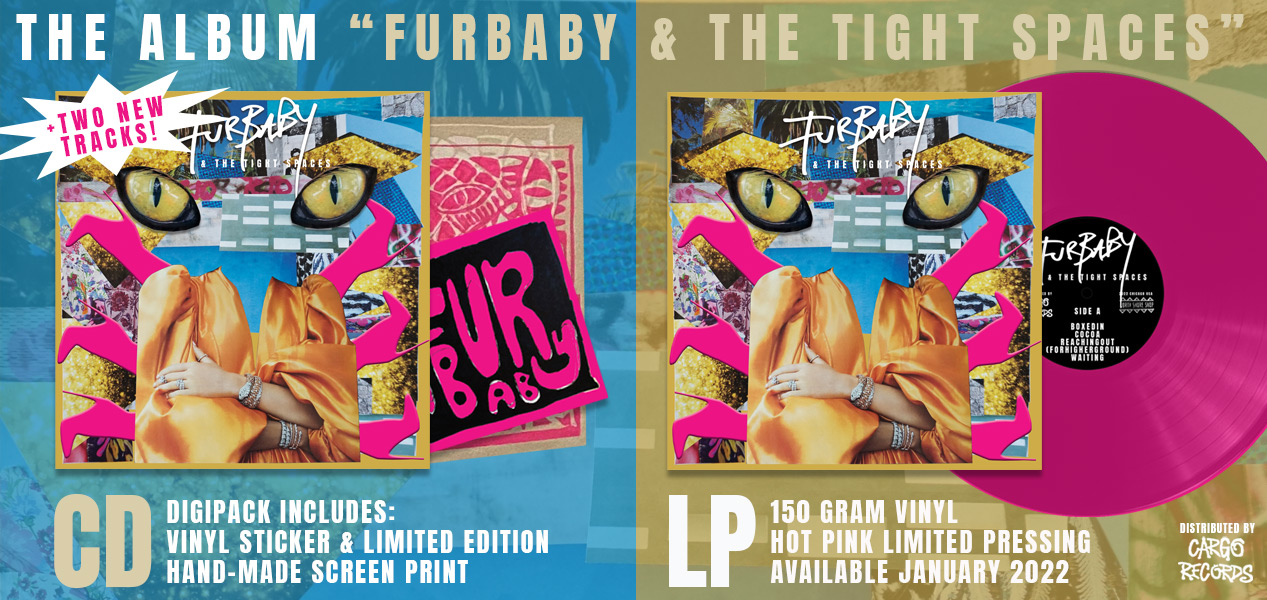 THE ALBUM “FURBABY & THE TIGHT SPACES”
+TWO NEW
TRACKS!
FURBABY
& THE TIGHT SPACES
FUR
BABY
FURBABY
& THE TIGHT SPACES
FURBABY
& THE TIGHT SPACES
SIDE A
BOXEDIN
COCOA
REACHINGOUT
(FORHIGHERGROUND)
WAITING
CD
DIGIPACK INCLUDES:
VINYL STICKER & LIMITED EDITION
HAND-MADE SCREEN PRINT
LP
150 GRAM VINYL
HOT PINK LIMITED PRESSING
AVAILABLE JANUARY 2022
DISTRIBUTED BY
CARGO
RECORDS